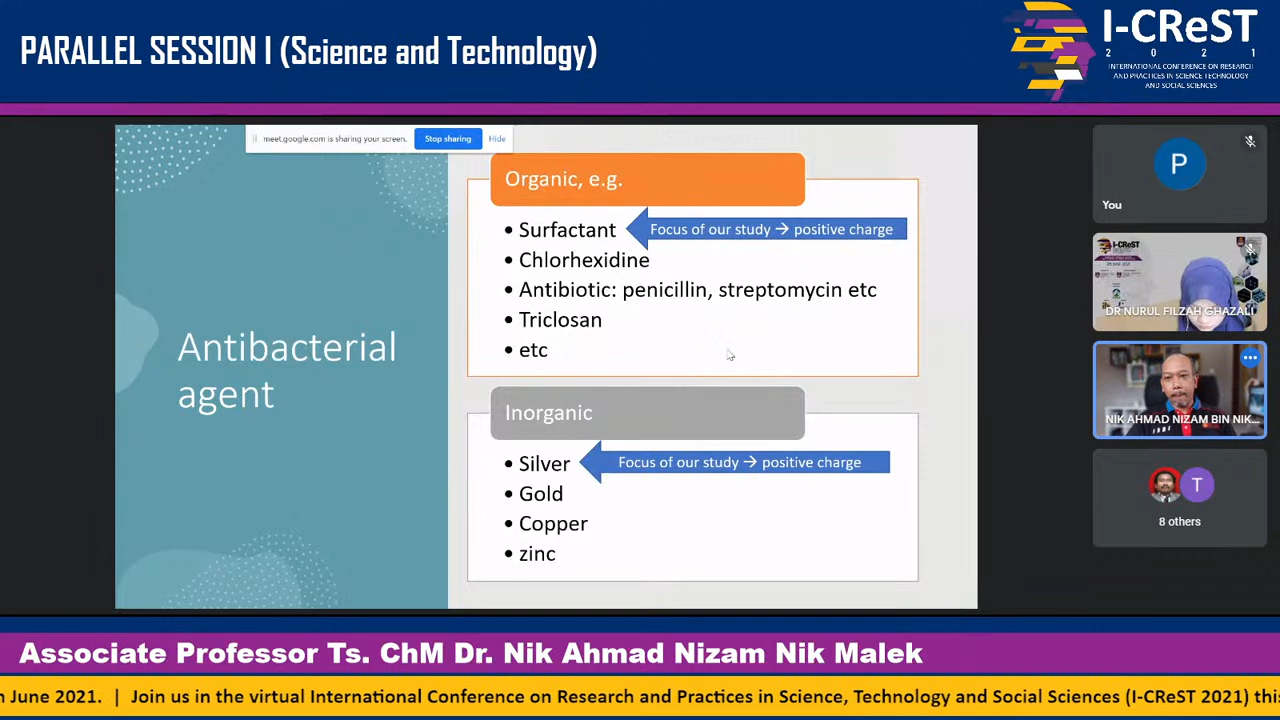 PARALLEL SESSION I (Science and Technology)
I-CReST
2 0 2 1
INTERNATIONAL CONFERENCE ON RESEARCH
AND PRACTICES IN SCIENCE TECHNOLOGY
AND SOCIAL SCIENCES
meet.google.com is sharing your screen.
Stop sharing
Hide
Antibacterial
agent
Organic, e.g.
• Surfactant
Focus of our study → positive charge
• Chlorhexidine
• Antibiotic: penicillin, streptomycin etc
• Triclosan
• etc
Inorganic
• Silver
Focus of our study → positive charge
• Gold
• Copper
• zinc
P
You
I-CReST
DR NURUL FILZAH GHAZALI
NIK AHMAD NIZAM BIN NIK...
T
8 others
Associate Professor Ts. ChM Dr. Nik Ahmad Nizam Nik Malek
June 2021. | Join us in the virtual International Conference on Research and Practices in Science, Technology and Social Sciences (I-CReST 2021) this